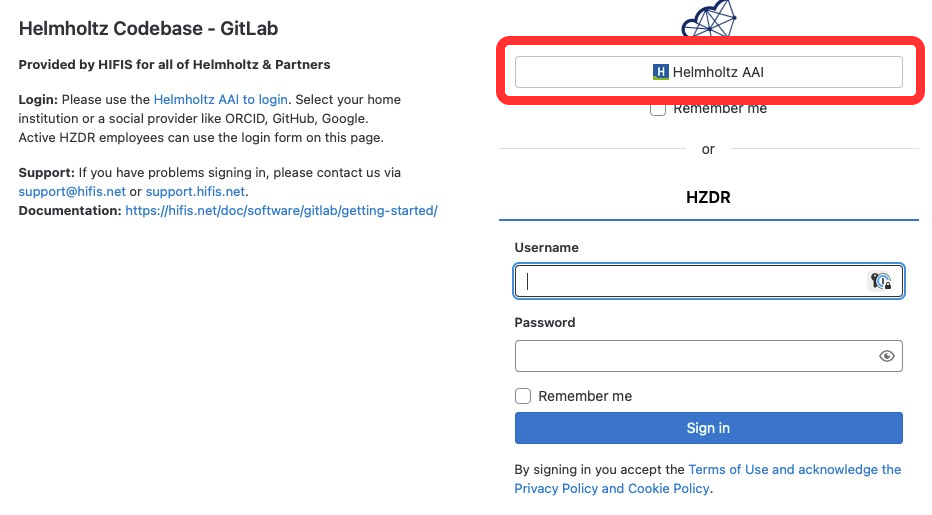 Helmholtz Codebase - GitLab
Provided by HIFIS for all of Helmholtz & Partners
Login: Please use the Helmholtz AAI to login. Select your home
institution or a social provider like ORCID, GitHub, Google.
Active HZDR employees can use the login form on this page.
Support: If you have problems signing in, please contact us via
support@hifis.net or support.hifis.net.
Documentation: https://hifis.net/doc/software/gitlab/getting-started/
H Helmholtz AAI
Remember me
or
HZDR
Username
Password
Remember me
Sign in
By signing in you accept the Terms of Use and acknowledge the
Privacy Policy and Cookie Policy.